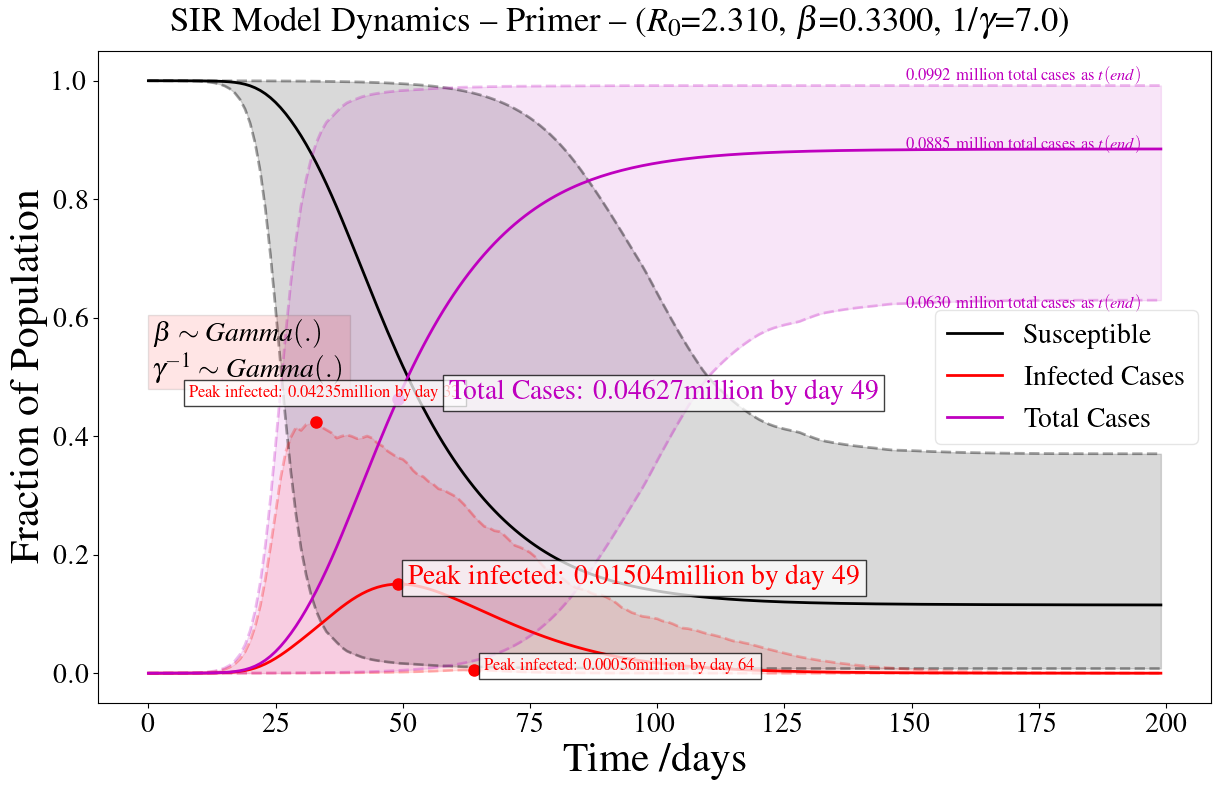 SIR Model Dynamics – Primer – (R₀=2.310, β=0.3300, 1/γ=7.0)
Fraction of Population
1.0
0.8
0.6
0.4
0.2
0.0
0.0992 million total cases as t(end)
0.0885 million total cases as t(end)
0.0630 million total cases as t(end)
β ∼ Gamma(.)
γ⁻¹ ∼ Gamma(.)
Peak infected: 0.04235million by day
Total Cases: 0.04627million by day 49
Peak infected: 0.01504million by day 49
Peak infected: 0.00056million by day 64
Susceptible
Infected Cases
Total Cases
0 25 50 75 100 125 150 175 200
Time /days